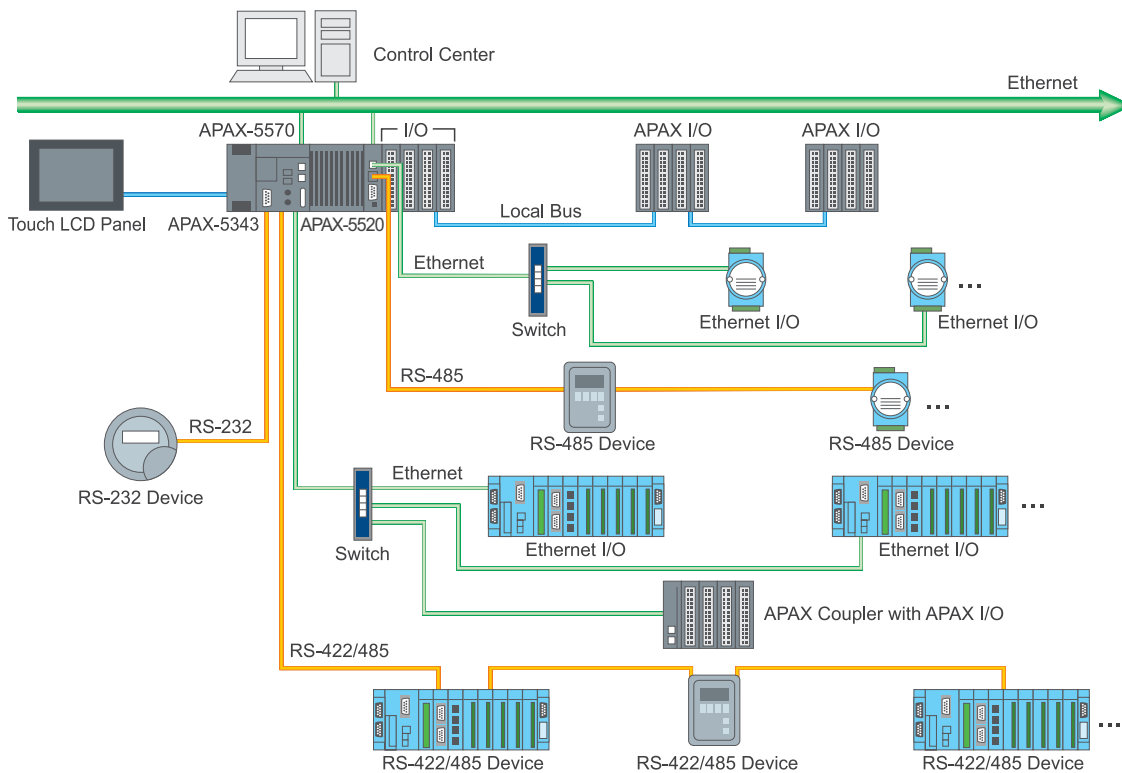 Control Center
Ethernet
APAX-5570
I/O
APAX I/O
APAX I/O
Touch LCD Panel
APAX-5343
APAX-5520
Local Bus
Ethernet
Switch
Ethernet I/O
Ethernet I/O
...
RS-485
RS-485 Device
RS-485 Device
...
RS-232
RS-232 Device
Ethernet
Switch
Ethernet I/O
Ethernet I/O
...
APAX Coupler with APAX I/O
RS-422/485
RS-422/485 Device
RS-422/485 Device
RS-422/485 Device
...